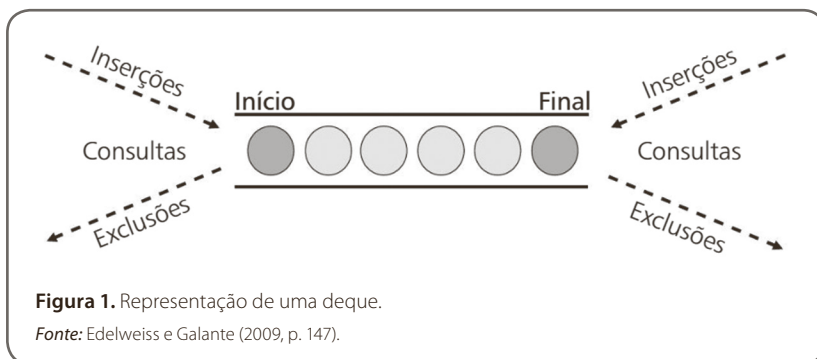 Inserções
Inserções
Início
Final
Consultas
Consultas
Exclusões
Exclusões
Figura 1. Representação de uma deque.
Fonte: Edelweiss e Galante (2009, p. 147).